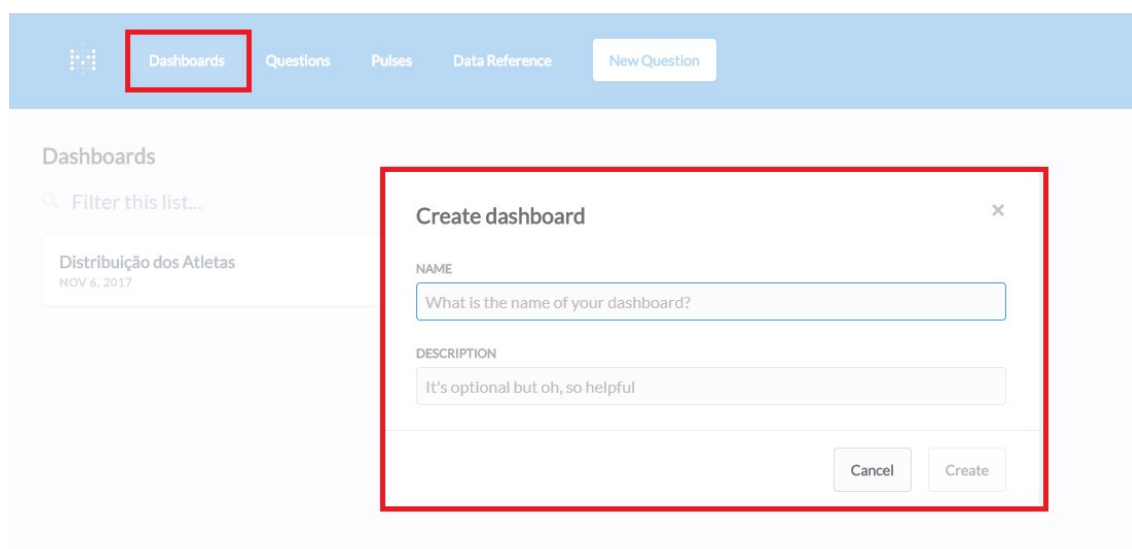 Dashboards Questions Pulses Data Reference New Question
Dashboards
Filter this list...
Distribuição dos Atletas
NOV 6, 2017
Create dashboard
NAME
What is the name of your dashboard?
DESCRIPTION
It's optional but oh, so helpful
Cancel Create